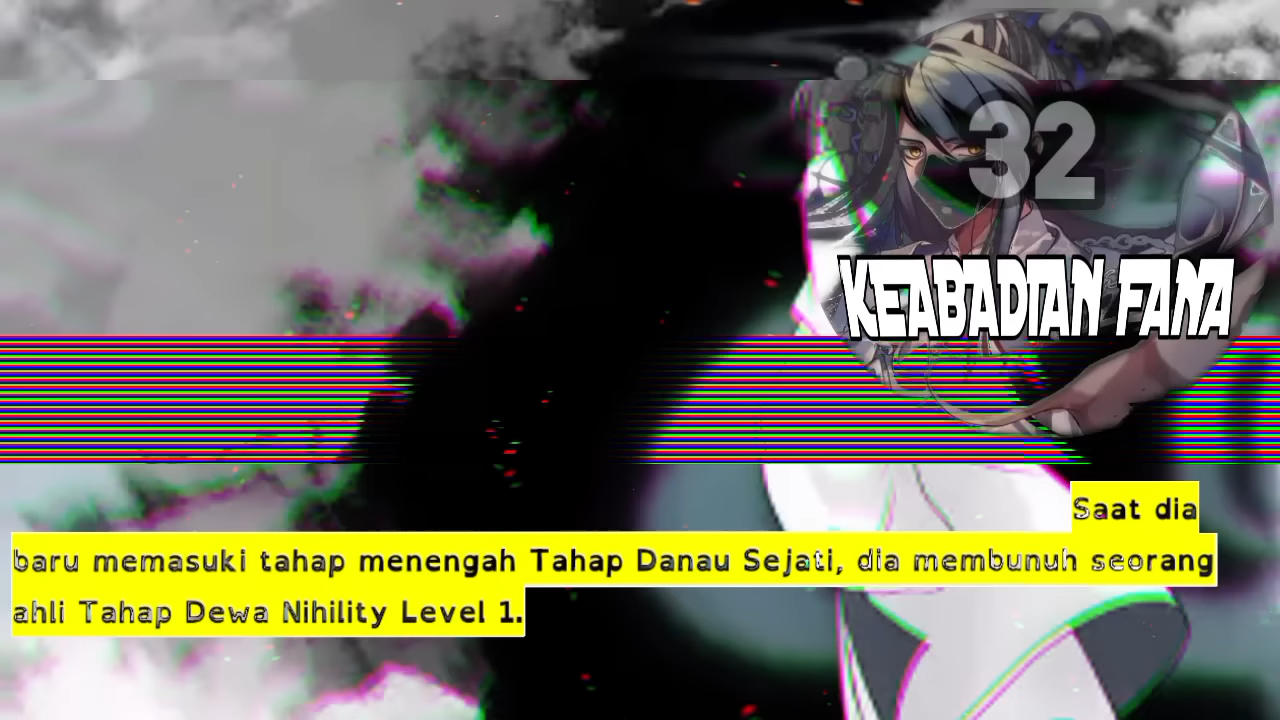 32
KEABADIAN FANA
Saat dia
baru memasuki tahap menengah Tahap Danau Sejati, dia membunuh seorang
ahli Tahap Dewa Nihility Level 1.